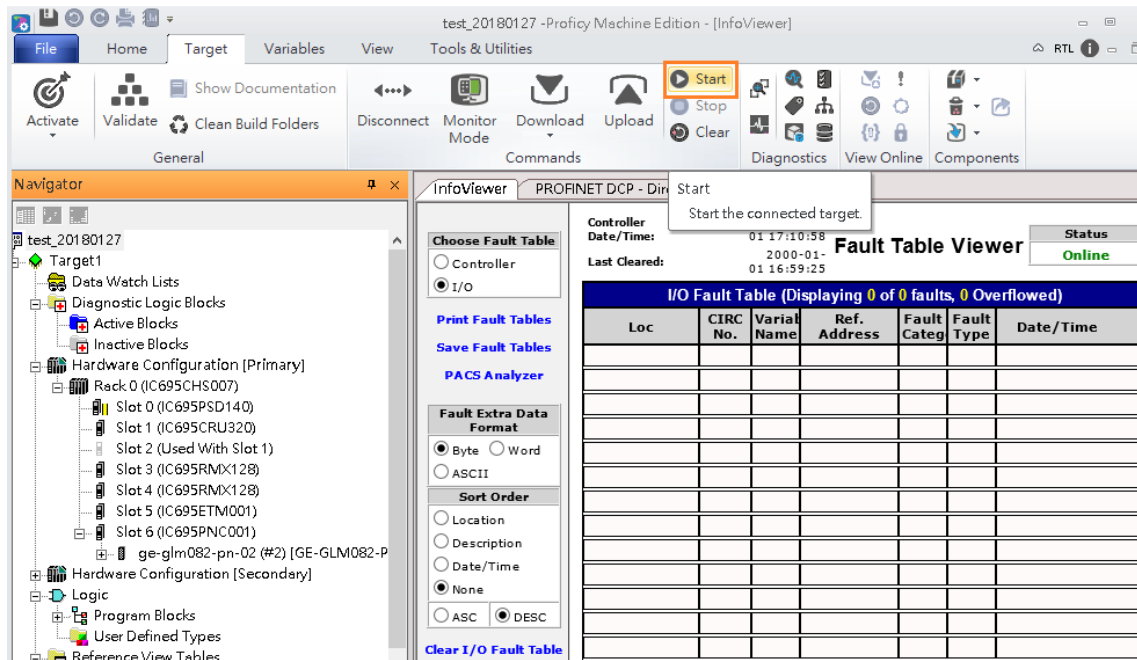 test_20180127 -Proficy Machine Edition - [InfoViewer]
File Home Target Variables View Tools & Utilities RTL
Activate
Validate
Show Documentation
Clean Build Folders
General
Disconnect
Monitor Mode
Download
Upload
Start
Stop
Clear
Commands
Diagnostics
View Online
Components
Start
Start the connected target.
Navigator
test_20180127
Target1
Data Watch Lists
Diagnostic Logic Blocks
Active Blocks
Inactive Blocks
Hardware Configuration [Primary]
Rack 0 (IC695CHS007)
Slot 0 (IC695PSD140)
Slot 1 (IC695CRU320)
Slot 2 (Used With Slot 1)
Slot 3 (IC695RMX128)
Slot 4 (IC695RMX128)
Slot 5 (IC695ETM001)
Slot 6 (IC695PNC001)
ge-glm082-pn-02 (#2) [GE-GLM082-P
Hardware Configuration [Secondary]
Logic
Program Blocks
User Defined Types
Reference View Tables
InfoViewer PROFINET DCP - Dir
Choose Fault Table
Controller
I/O
Print Fault Tables
Save Fault Tables
PACS Analyzer
Fault Extra Data
Format
Byte Word
ASCII
Sort Order
Location
Description
Date/Time
None
ASC DESC
Clear I/O Fault Table
Controller
Date/Time: 01 17:10:58
Last Cleared: 2000-01-
01 16:59:25
Fault Table Viewer
Status
Online
I/O Fault Table (Displaying 0 of 0 faults, 0 Overflowed)
Loc CIRC No. Variab Name Ref. Address Fault Categ Fault Type Date/Time